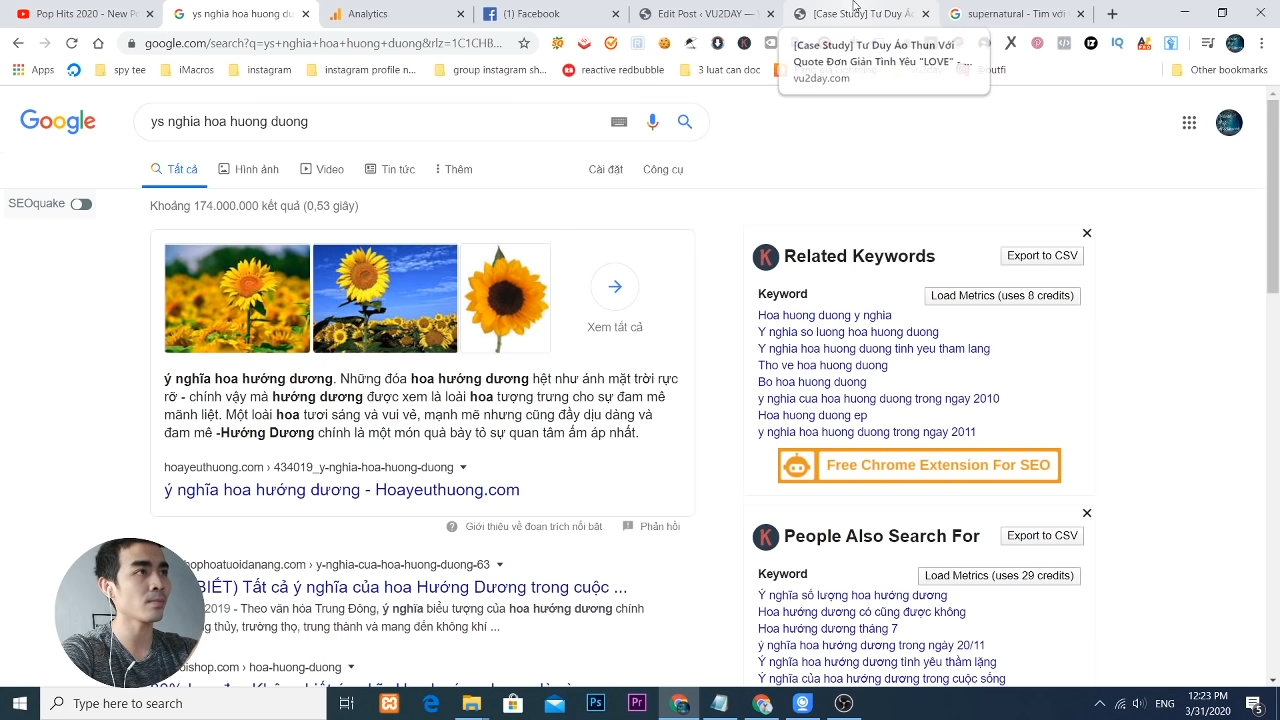 POP Hits 2020 - New P
ys nghia hoa huong duon
Analytics
(1) Facebook
Edit Post ‹ VU2DAY —
[Case Study] Tư Duy Áo
supernatural - Tìm với
google.com/search?q=ys+nghia+hoa+huong+duong&rlz=1C1CHB...
[Case Study] Tư Duy Áo Thun Với
Quote Đơn Giản Tình Yêu "LOVE" - ...
vu2day.com
Apps
spy tee
iMacros
instagram profile n...
group instagram sh...
reactive redbubble
3 luat can doc
Other bookmarks
Google
ys nghia hoa huong duong
Tất cả
Hình ảnh
Video
Tin tức
Thêm
Cài đặt
Công cụ
SEOquake
Khoảng 174.000.000 kết quả (0,53 giây)
Xem tất cả
ý nghĩa hoa hướng dương. Những đóa hoa hướng dương hệt như ánh mặt trời rực
rỡ - chính vậy mà hướng dương được xem là loài hoa tượng trưng cho sự đam mê
mãnh liệt. Một loài hoa tươi sáng và vui vẻ, mạnh mẽ nhưng cũng đầy dịu dàng và
đam mê -Hướng Dương chính là một món quà bày tỏ sự quan tâm ấm áp nhất.
hoayeuthuong.com › 434019_y-nghia-hoa-huong-duong
ý nghĩa hoa hướng dương - Hoayeuthuong.com
Giới thiệu về đoạn trích nổi bật
Phản hồi
ophoatuoidanang.com › y-nghia-cua-hoa-huong-duong-63
BIẾT) Tất cả ý nghĩa của hoa Hướng Dương trong cuộc ...
2019 - Theo văn hóa Trung Đông, ý nghĩa biểu tượng của hoa hướng dương chính
g thủy, trường thọ, trung thành và mang đến không khí ...
oishop.com › hoa-huong-duong
Related Keywords
Export to CSV
Keyword
Load Metrics (uses 8 credits)
Hoa huong duong y nghia
Y nghia so luong hoa huong duong
Y nghia hoa huong duong tinh yeu tham lang
Tho ve hoa huong duong
Bo hoa huong duong
y nghia cua hoa huong duong trong ngay 2010
Hoa huong duong ep
y nghia hoa huong duong trong ngay 2011
Free Chrome Extension For SEO
People Also Search For
Export to CSV
Keyword
Load Metrics (uses 29 credits)
Ý nghĩa số lượng hoa hướng dương
Hoa hướng dương có cũng được không
Hoa hướng dương tháng 7
ý nghĩa hoa hướng dương trong ngày 20/11
Ý nghĩa hoa hướng dương tình yêu thầm lặng
Ý nghĩa của hoa hướng dương trong cuộc sống
Type here to search
ENG
12:23 PM
3/31/2020